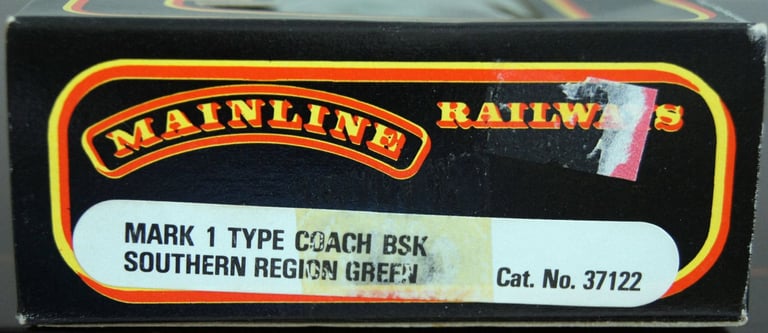 MAINLINE RAILWAYS
MARK 1 TYPE COACH BSK
SOUTHERN REGION GREEN
Cat. No. 37122